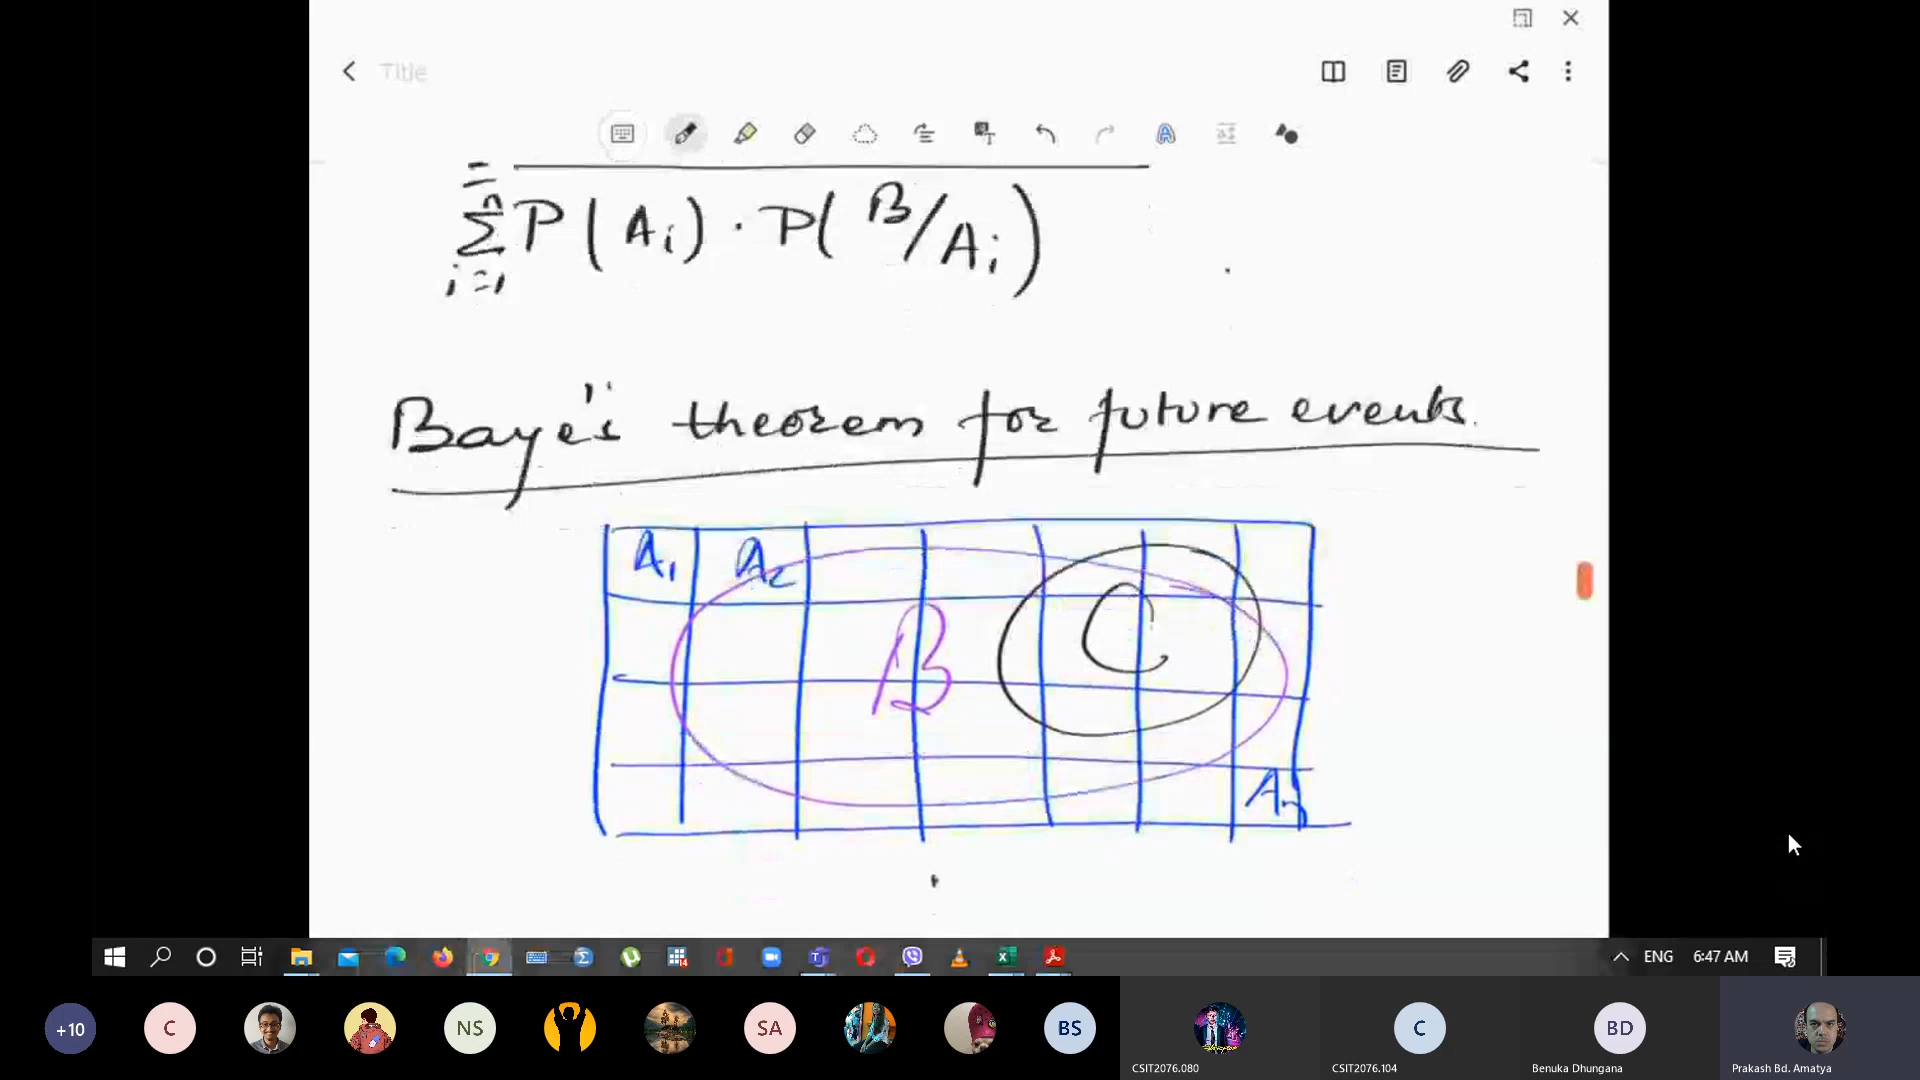 Title
=
n
∑ P(Ai) . P(B/Ai)
i=1
Baye's theorem for future events.
A1 A2
B C
An
ENG 6:47 AM
+10 C NS SA BS C BD
CSIT2076.080 CSIT2076.104 Benuka Dhungana Prakash Bd. Amatya